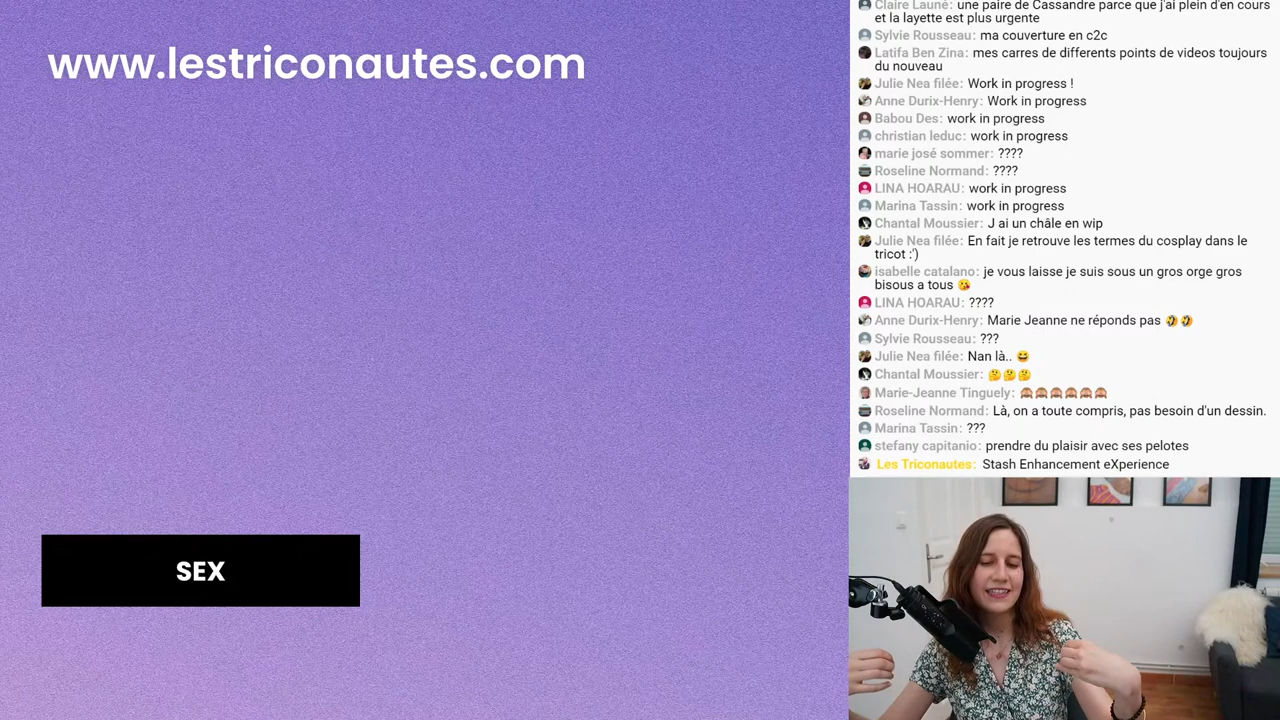 www.lestriconautes.com
SEX
Claire Launé: une paire de Cassandre parce que j'ai plein d'en cours
et la layette est plus urgente
Sylvie Rousseau: ma couverture en c2c
Latifa Ben Zina: mes carres de differents points de videos toujours
du nouveau
Julie Nea filée: Work in progress !
Anne Durix-Henry: Work in progress
Babou Des: work in progress
christian leduc: work in progress
marie josé sommer: ????
Roseline Normand: ????
LINA HOARAU: work in progress
Marina Tassin: work in progress
Chantal Moussier: J ai un châle en wip
Julie Nea filée: En fait je retrouve les termes du cosplay dans le
tricot :')
isabelle catalano: je vous laisse je suis sous un gros orge gros
bisous a tous 😘
LINA HOARAU: ????
Anne Durix-Henry: Marie Jeanne ne réponds pas 🤣🤣
Sylvie Rousseau: ???
Julie Nea filée: Nan là.. 😆
Chantal Moussier: 🤔🤔🤔
Marie-Jeanne Tinguely: 🙈🙈🙈🙈🙈🙈
Roseline Normand: Là, on a toute compris, pas besoin d'un dessin.
Marina Tassin: ???
stefany capitanio: prendre du plaisir avec ses pelotes
Les Triconautes: Stash Enhancement eXperience